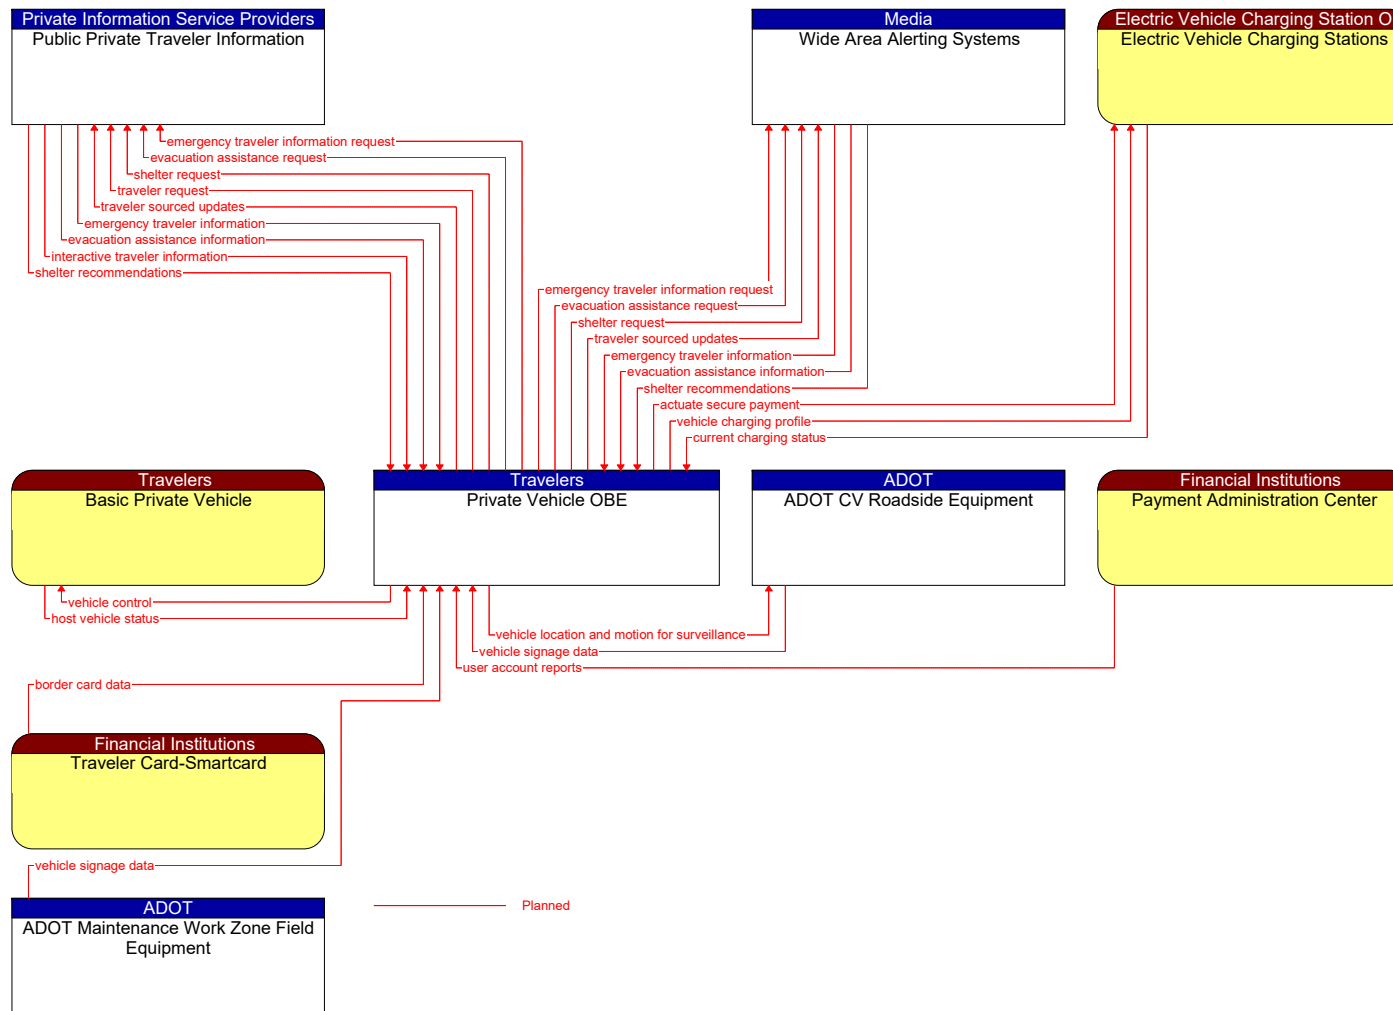 Private Information Service Providers
Public Private Traveler Information
Media
Wide Area Alerting Systems
Electric Vehicle Charging Station O
Electric Vehicle Charging Stations
emergency traveler information request
evacuation assistance request
shelter request
traveler request
traveler sourced updates
emergency traveler information
evacuation assistance information
interactive traveler information
shelter recommendations
emergency traveler information request
evacuation assistance request
shelter request
traveler sourced updates
emergency traveler information
evacuation assistance information
shelter recommendations
actuate secure payment
vehicle charging profile
current charging status
Travelers
Basic Private Vehicle
Travelers
Private Vehicle OBE
ADOT
ADOT CV Roadside Equipment
Financial Institutions
Payment Administration Center
vehicle control
host vehicle status
vehicle location and motion for surveillance
vehicle signage data
user account reports
border card data
Financial Institutions
Traveler Card-Smartcard
vehicle signage data
ADOT
ADOT Maintenance Work Zone Field
Equipment
Planned